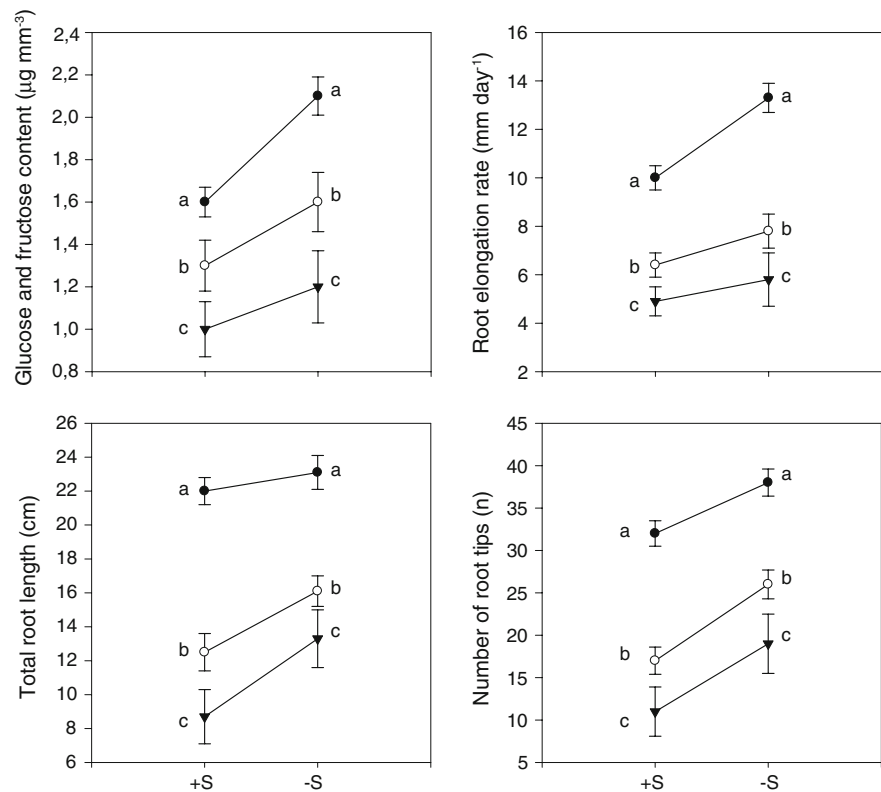 Glucose and fructose content (µg mm⁻³)
2,4
2,2
2,0
1,8
1,6
1,4
1,2
1,0
0,8
a
a
b
b
c
c
Root elongation rate (mm day⁻¹)
16
14
12
10
8
6
4
2
a
a
b
b
c
c
Total root length (cm)
26
24
22
20
18
16
14
12
10
8
6
a
a
b
b
c
c
+S
-S
Number of root tips (n)
45
40
35
30
25
20
15
10
5
a
a
b
b
c
c
+S
-S